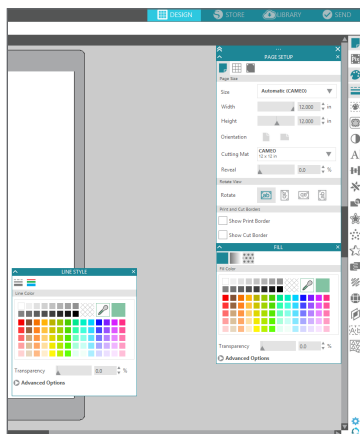 DESIGN
STORE
LIBRARY
SEND
PAGE SETUP
Page Size
Size
Automatic (CAMEO)
Width
12.000
in
Height
12.000
in
Orientation
Cutting Mat
CAMEO
12 x 12 in
Reveal
0.0
%
Rotate View
Rotate
Print and Cut Borders
Show Print Border
Show Cut Border
FILL
Fill Color
Transparency
0.0
%
Advanced Options
LINE STYLE
Line Color
Transparency
0.0
%
Advanced Options
Pix
A